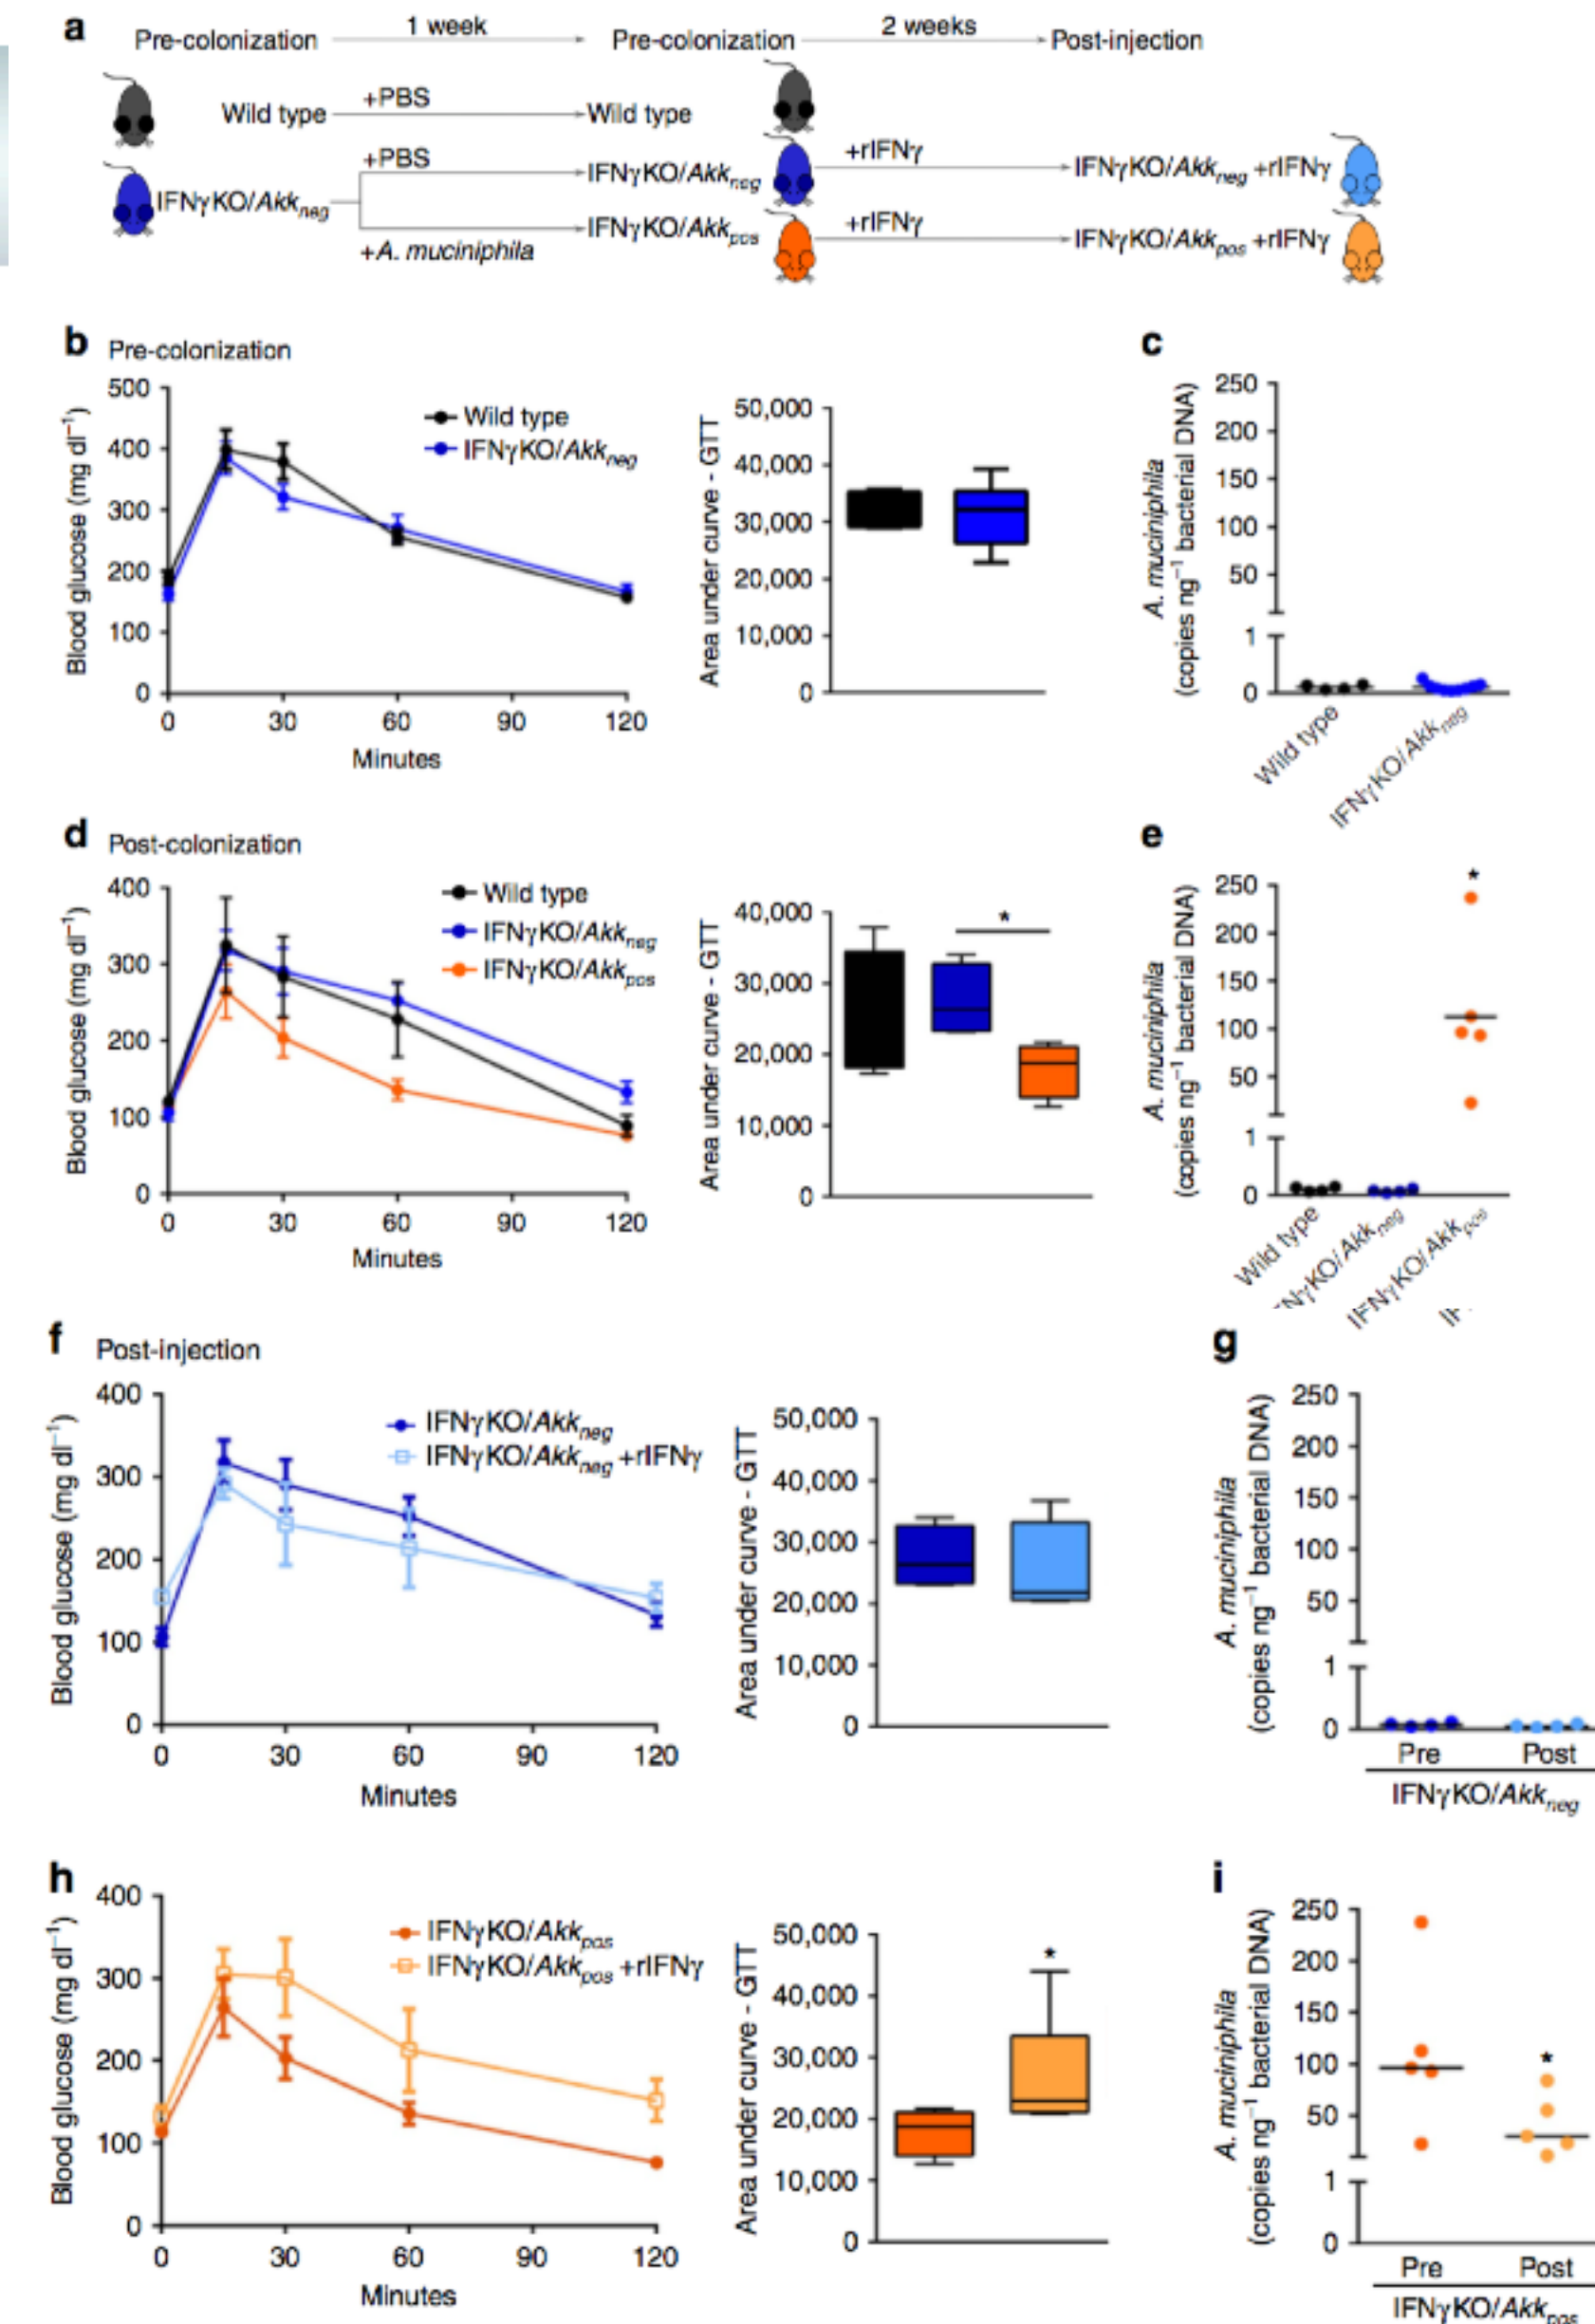 a
Pre-colonization 1 week Pre-colonization 2 weeks Post-injection
Wild type +PBS Wild type
IFNγKO/Akkneg +PBS IFNγKO/Akkneg +rIFNγ IFNγKO/Akkneg +rIFNγ
+A. muciniphila IFNγKO/Akkpos +rIFNγ IFNγKO/Akkpos +rIFNγ
b Pre-colonization
Blood glucose (mg dl⁻¹)
500
400
300
200
100
0
0 30 60 90 120
Minutes
Wild type
IFNγKO/Akkneg
Area under curve - GTT
50,000
40,000
30,000
20,000
10,000
0
c
A. muciniphila
(copies ng⁻¹ bacterial DNA)
250
200
150
100
50
1
0
Wild type
IFNγKO/Akkneg
d Post-colonization
Blood glucose (mg dl⁻¹)
400
300
200
100
0
0 30 60 90 120
Minutes
Wild type
IFNγKO/Akkneg
IFNγKO/Akkpos
Area under curve - GTT
40,000
30,000
20,000
10,000
0
*
e
A. muciniphila
(copies ng⁻¹ bacterial DNA)
250
200
150
100
50
1
0
*
Wild type
NγKO/Akkneg
IFNγKO/Akkpos
f Post-injection
Blood glucose (mg dl⁻¹)
400
300
200
100
0
0 30 60 90 120
Minutes
IFNγKO/Akkneg
IFNγKO/Akkneg +rIFNγ
Area under curve - GTT
50,000
40,000
30,000
20,000
10,000
0
g
A. muciniphila
(copies ng⁻¹ bacterial DNA)
250
200
150
100
50
1
0
Pre Post
IFNγKO/Akkneg
h
Blood glucose (mg dl⁻¹)
400
300
200
100
0
0 30 60 90 120
Minutes
IFNγKO/Akkpos
IFNγKO/Akkpos +rIFNγ
Area under curve - GTT
50,000
40,000
30,000
20,000
10,000
0
*
i
A. muciniphila
(copies ng⁻¹ bacterial DNA)
250
200
150
100
50
1
0
*
Pre Post
IFNγKO/Akkpos